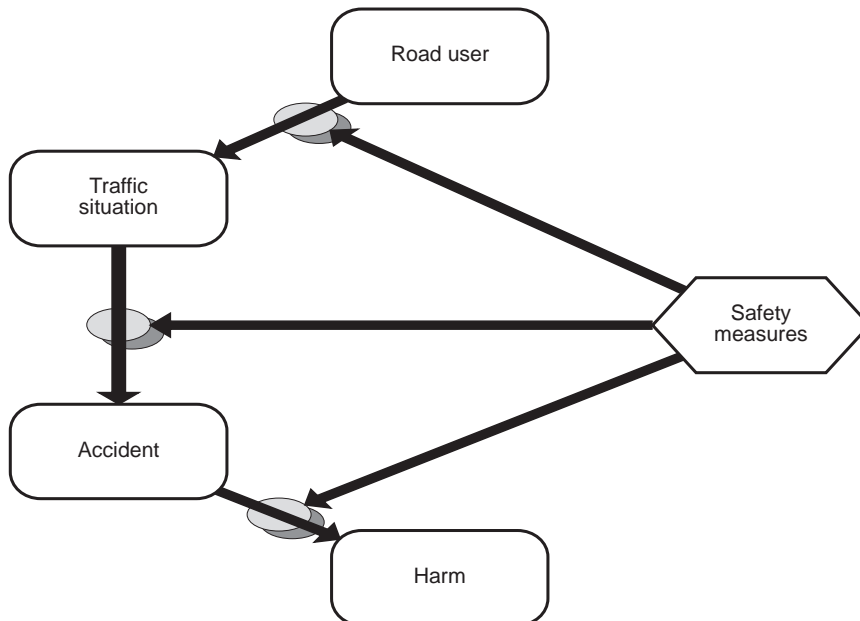 Road user
Traffic
situation
Safety
measures
Accident
Harm